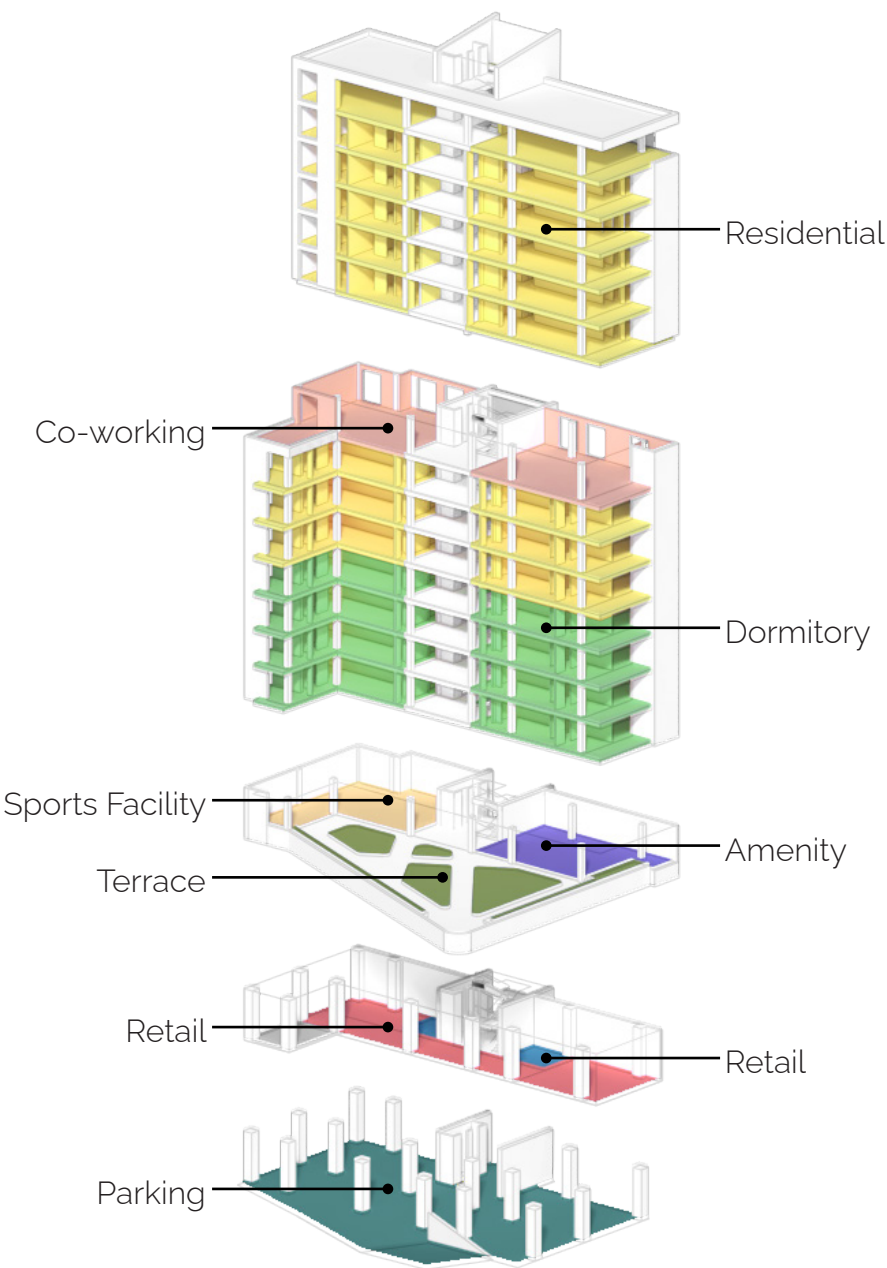 Residential
Co-working
Dormitory
Sports Facility
Amenity
Terrace
Retail
Retail
Parking